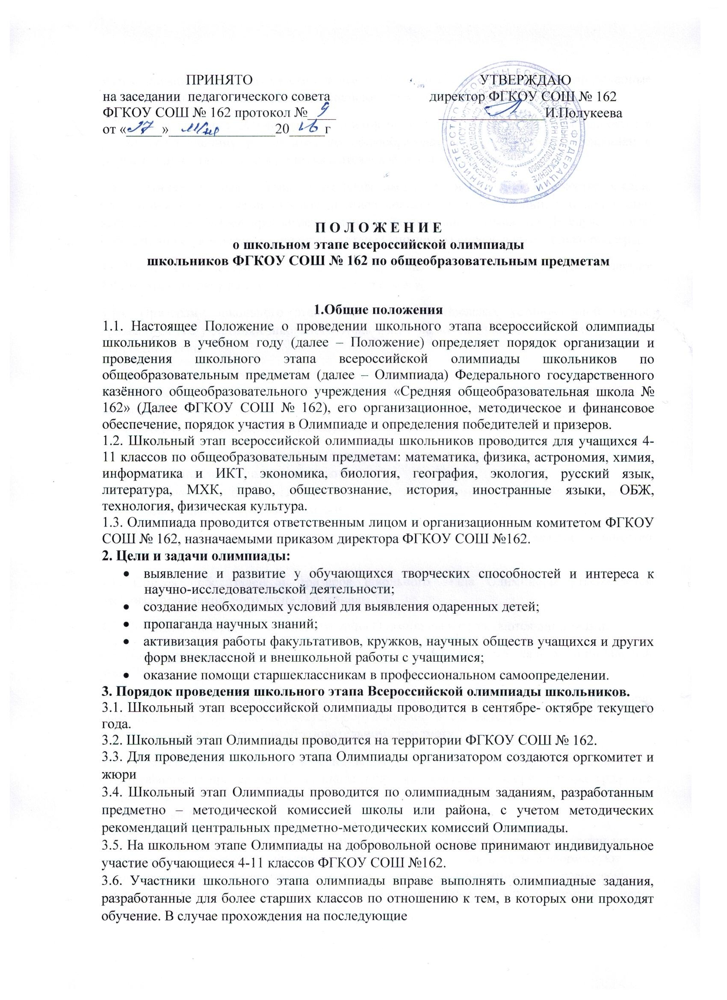 ПРИНЯТО
на заседании педагогического совета
ФГКОУ СОШ № 162 протокол №_9_
от «27» мая 2016 г
УТВЕРЖДАЮ
директор ФГКОУ СОШ № 162
_______________И.Полукеева
МИНИСТЕРСТВО ОБОРОНЫ РОССИЙСКОЙ ФЕДЕРАЦИИ
П О Л О Ж Е Н И Е
о школьном этапе всероссийской олимпиады
школьников ФГКОУ СОШ № 162 по общеобразовательным предметам
1.Общие положения
1.1. Настоящее Положение о проведении школьного этапа всероссийской олимпиады
школьников в учебном году (далее – Положение) определяет порядок организации и
проведения школьного этапа всероссийской олимпиады школьников по
общеобразовательным предметам (далее – Олимпиада) Федерального государственного
казённого общеобразовательного учреждения «Средняя общеобразовательная школа №
162» (Далее ФГКОУ СОШ № 162), его организационное, методическое и финансовое
обеспечение, порядок участия в Олимпиаде и определения победителей и призеров.
1.2. Школьный этап всероссийской олимпиады школьников проводится для учащихся 4-
11 классов по общеобразовательным предметам: математика, физика, астрономия, химия,
информатика и ИКТ, экономика, биология, география, экология, русский язык,
литература, МХК, право, обществознание, история, иностранные языки, ОБЖ,
технология, физическая культура.
1.3. Олимпиада проводится ответственным лицом и организационным комитетом ФГКОУ
СОШ № 162, назначаемыми приказом директора ФГКОУ СОШ №162.
2. Цели и задачи олимпиады:
• выявление и развитие у обучающихся творческих способностей и интереса к
научно-исследовательской деятельности;
• создание необходимых условий для выявления одаренных детей;
• пропаганда научных знаний;
• активизация работы факультативов, кружков, научных обществ учащихся и других
форм внеклассной и внешкольной работы с учащимися;
• оказание помощи старшеклассникам в профессиональном самоопределении.
3. Порядок проведения школьного этапа Всероссийской олимпиады школьников.
3.1. Школьный этап всероссийской олимпиады проводится в сентябре- октябре текущего
года.
3.2. Школьный этап Олимпиады проводится на территории ФГКОУ СОШ № 162.
3.3. Для проведения школьного этапа Олимпиады организатором создаются оргкомитет и
жюри
3.4. Школьный этап Олимпиады проводится по олимпиадным заданиям, разработанным
предметно – методической комиссией школы или района, с учетом методических
рекомендаций центральных предметно-методических комиссий Олимпиады.
3.5. На школьном этапе Олимпиады на добровольной основе принимают индивидуальное
участие обучающиеся 4-11 классов ФГКОУ СОШ №162.
3.6. Участники школьного этапа олимпиады вправе выполнять олимпиадные задания,
разработанные для более старших классов по отношению к тем, в которых они проходят
обучение. В случае прохождения на последующие